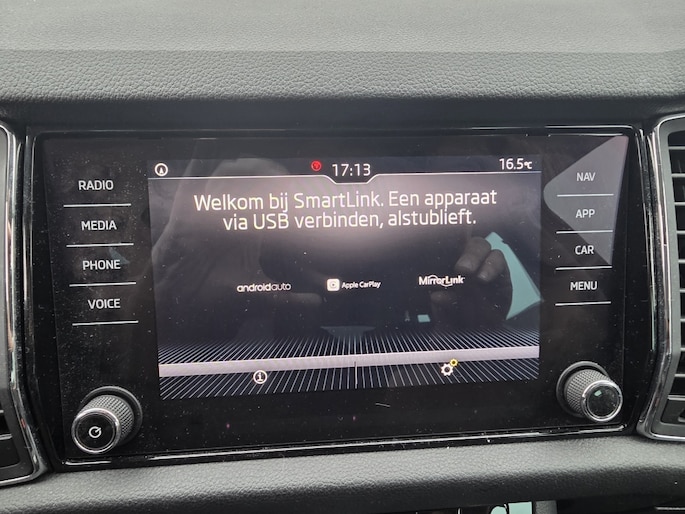 17:13
16.5°C
RADIO
MEDIA
PHONE
VOICE
Welkom bij SmartLink. Een apparaat
via USB verbinden, alstublieft.
androidauto
Apple CarPlay
MirrorLink
NAV
APP
CAR
MENU